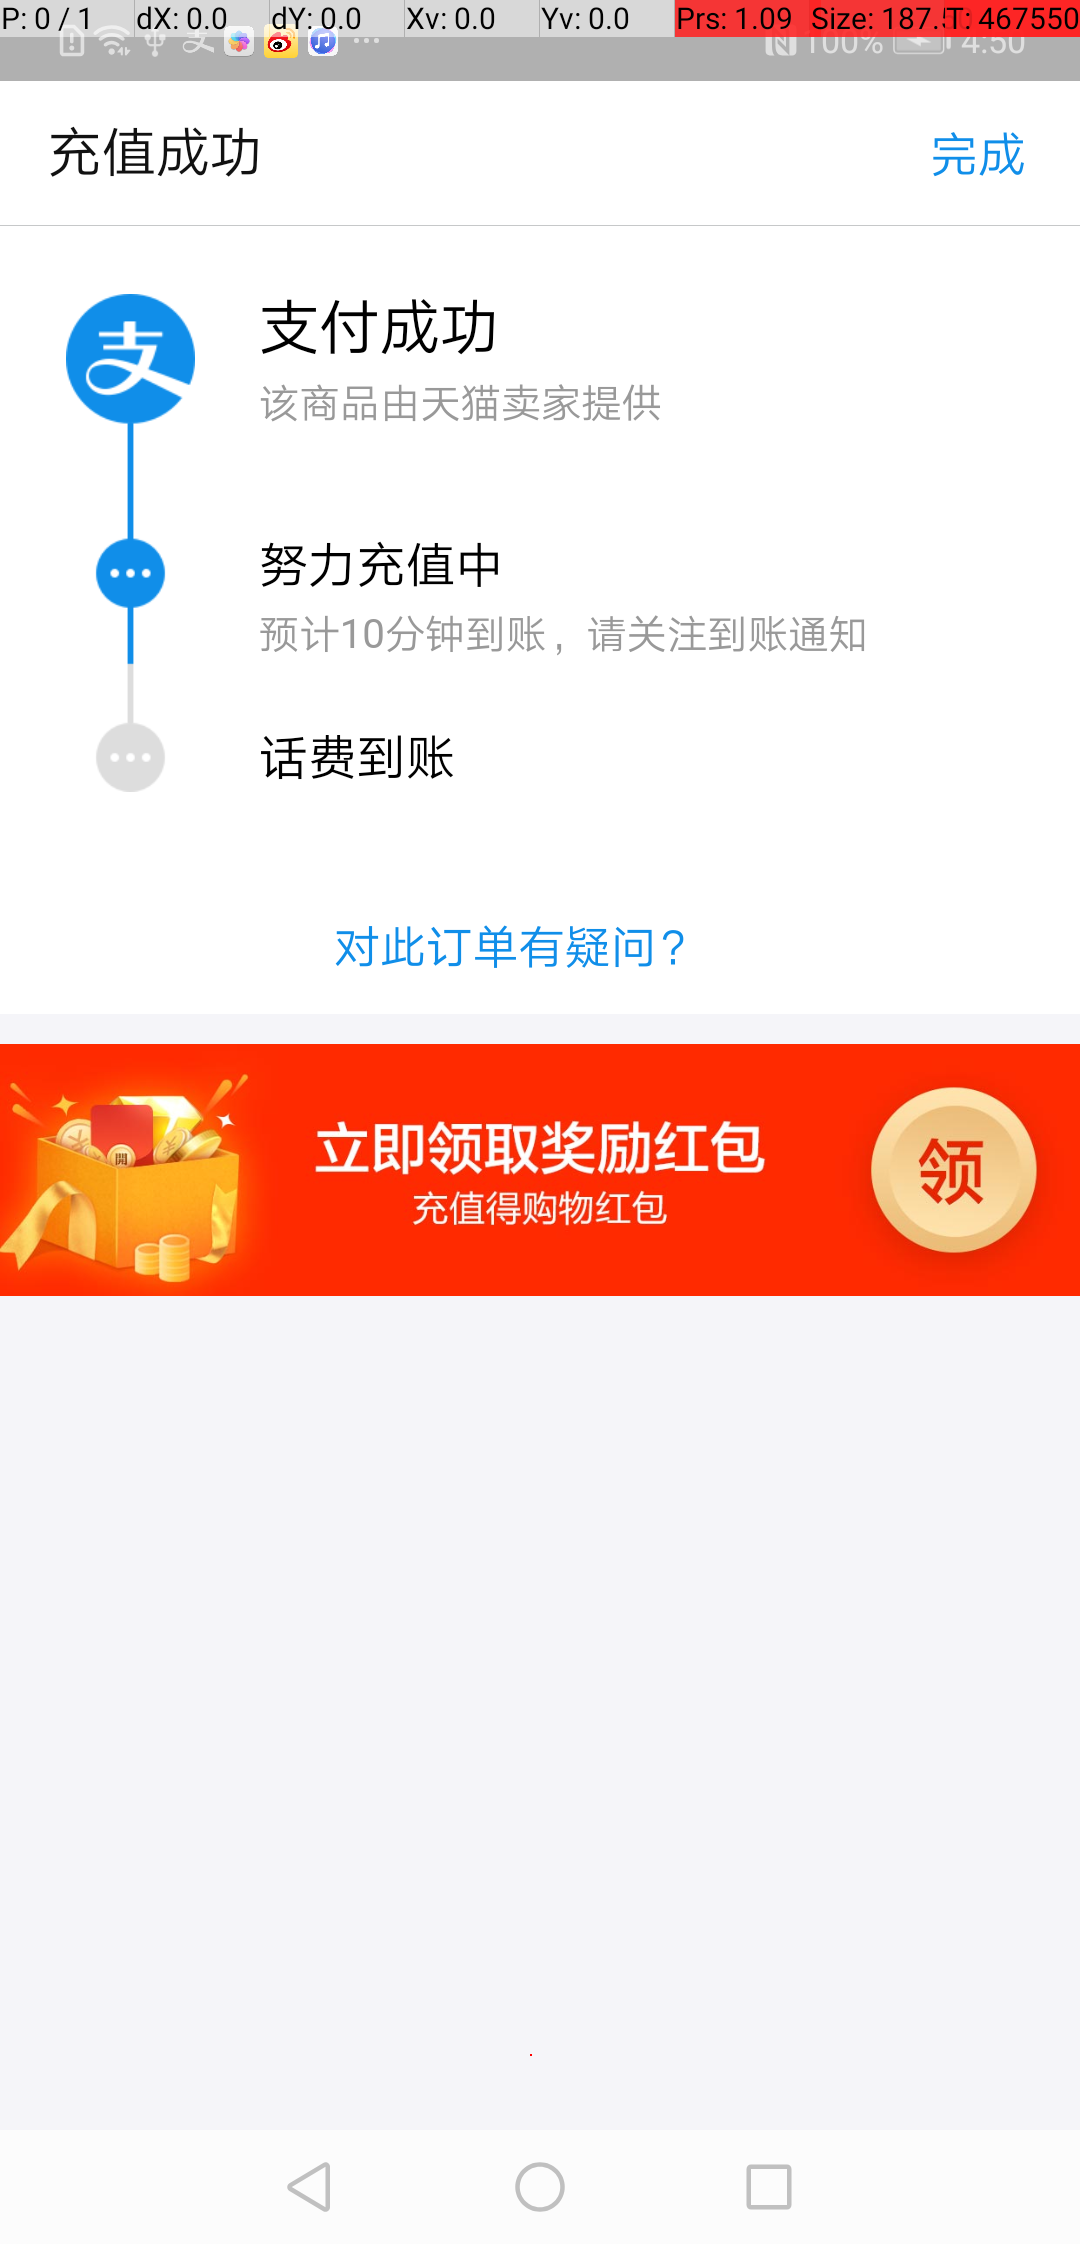 P: 0 / 1 dX: 0.0 dY: 0.0 Xv: 0.0 Yv: 0.0 Prs: 1.09 Size: 187.5 T: 467550
100% 4:50
充值成功 完成
支
支付成功
该商品由天猫卖家提供
努力充值中
预计10分钟到账，请关注到账通知
话费到账
对此订单有疑问？
開
立即领取奖励红包
充值得购物红包
领